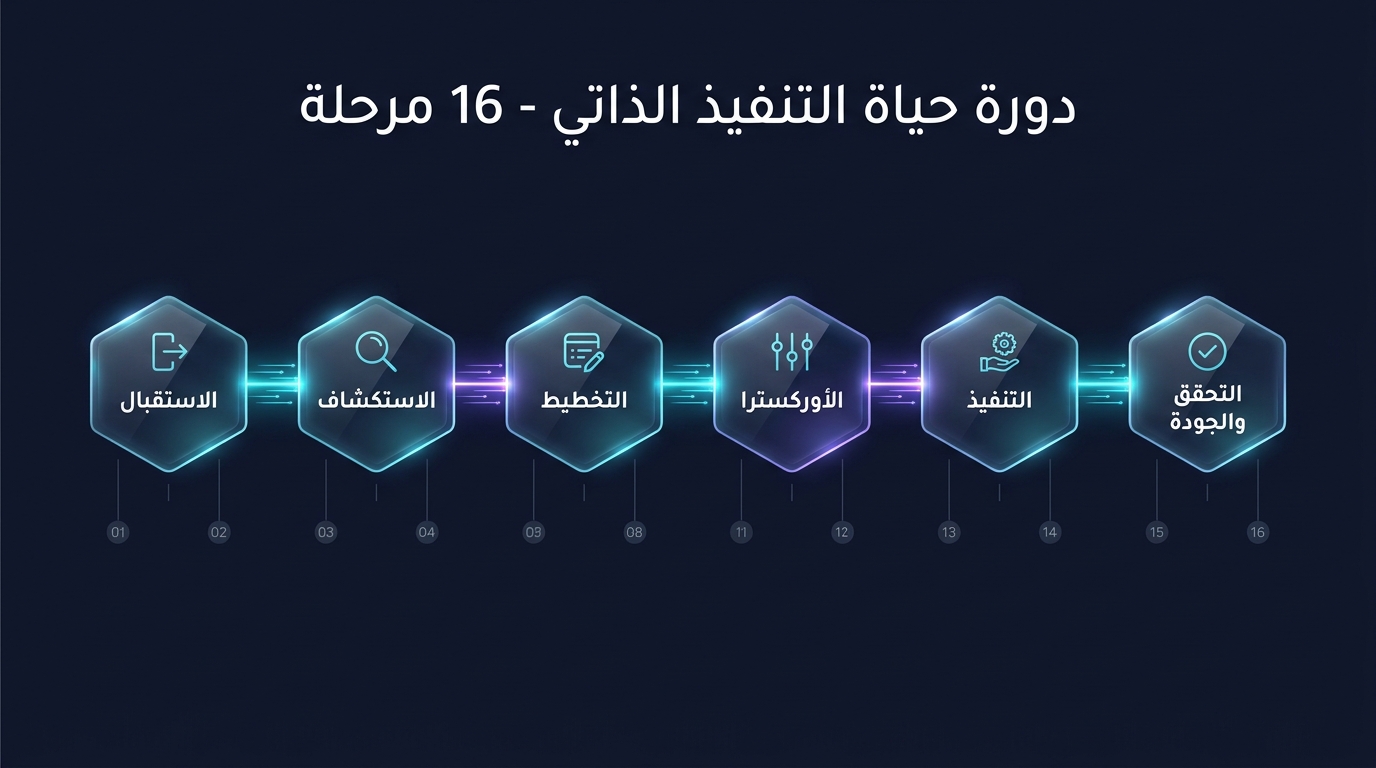 دورة حياة التنفيذ الذاتي - 16 مرحلة
الاستقبال
الاستكشاف
التخطيط
الأوركسترا
التنفيذ
التحقق
والجودة
01
02
03
04
08
11
12
13
14
15
16